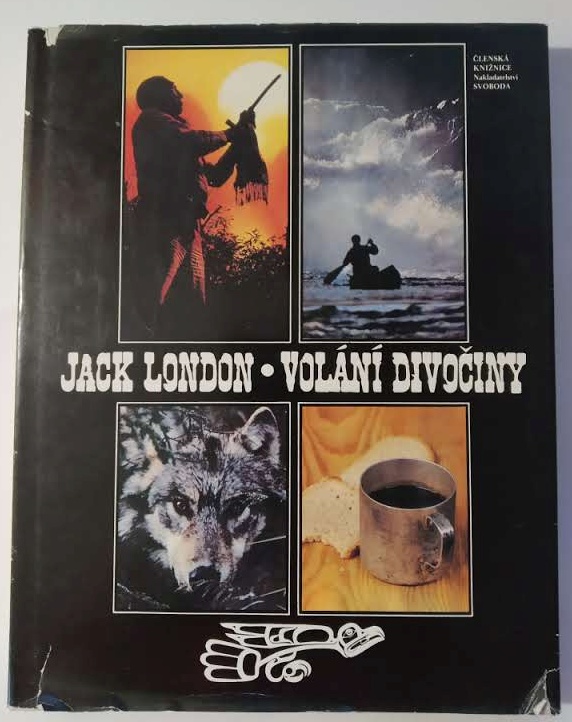 ČLENSKÁ
KNIŽNICE
Nakladatelství
SVOBODA
JACK LONDON • VOLÁNÍ DIVOČINY